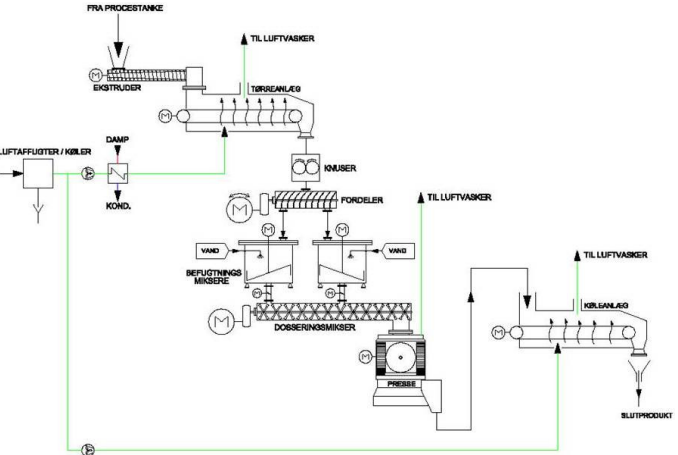 FRA PROCESTANKE
TIL LUFTVASKER
M
EKSTRUDER
TØRREANLÆG
M
LUFTAFFUGTER / KØLER
DAMP
KOND.
KNUSER
M
FORDELER
TIL LUFTVASKER
M
M
VAND
VAND
BEFUGTNINGS
MIKSERE
M
M
TIL LUFTVASKER
KØLEANLÆG
M
DOSSERINGSMIKSER
M
M
PRESSE
SLUTPRODUKT